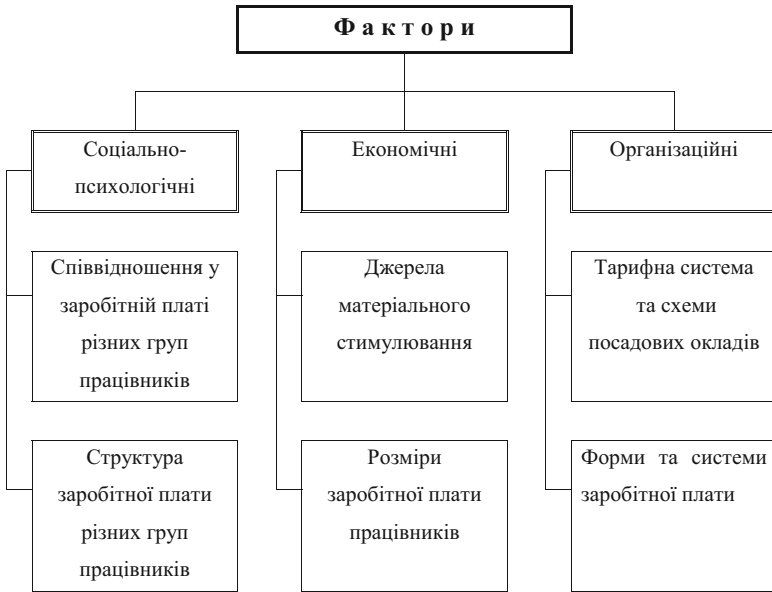 Фактори
Соціально-
психологічні
Економічні
Організаційні
Співвідношення у
заробітній платі
різних груп
працівників
Джерела
матеріального
стимулювання
Тарифна система
та схеми
посадових окладів
Структура
заробітної плати
різних груп
працівників
Розміри
заробітної плати
працівників
Форми та системи
заробітної плати